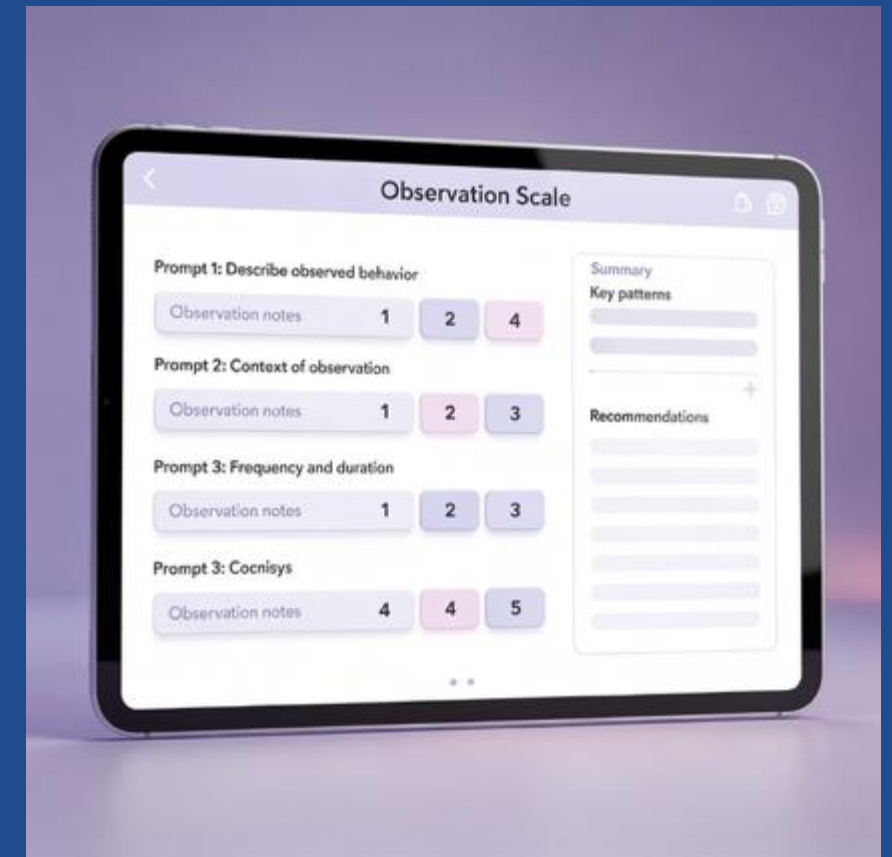 Observation Scale
Prompt 1: Describe observed behavior
Observation notes 1 2 4
Prompt 2: Context of observation
Observation notes 1 2 3
Prompt 3: Frequency and duration
Observation notes 1 2 3
Prompt 3: Cocnisys
Observation notes 4 4 5
Summary
Key patterns
Recommendations